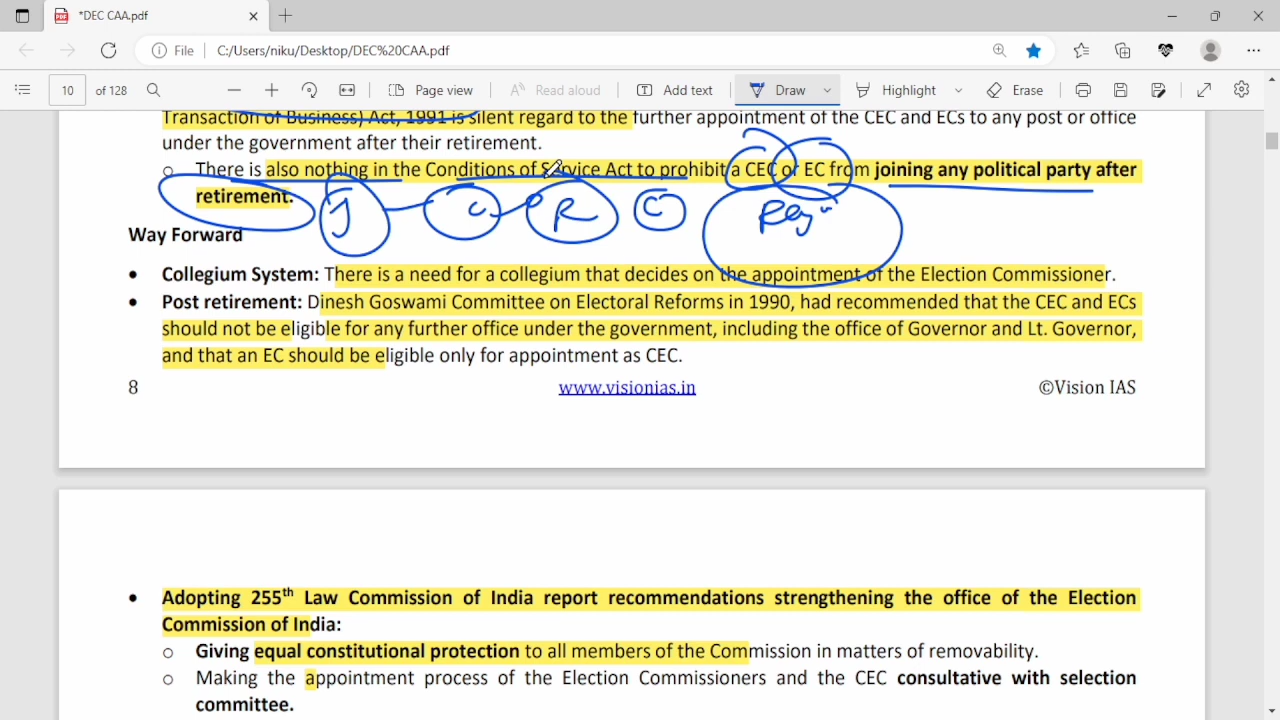 *DEC CAA.pdf
File
C:/Users/niku/Desktop/DEC%20CAA.pdf
10 of 128
Page view
Read aloud
Add text
Draw
Highlight
Erase
Transaction of Business) Act, 1991 is silent regard to the further appointment of the CEC and ECs to any post or office
under the government after their retirement.
o There is also nothing in the Conditions of Service Act to prohibit a CEC or EC from joining any political party after
retirement.
J C R C
Way Forward
• Collegium System: There is a need for a collegium that decides on the appointment of the Election Commissioner.
• Post retirement: Dinesh Goswami Committee on Electoral Reforms in 1990, had recommended that the CEC and ECs
should not be eligible for any further office under the government, including the office of Governor and Lt. Governor,
and that an EC should be eligible only for appointment as CEC.
8 www.visionias.in ©Vision IAS
• Adopting 255th Law Commission of India report recommendations strengthening the office of the Election
Commission of India:
o Giving equal constitutional protection to all members of the Commission in matters of removability.
o Making the appointment process of the Election Commissioners and the CEC consultative with selection
committee.